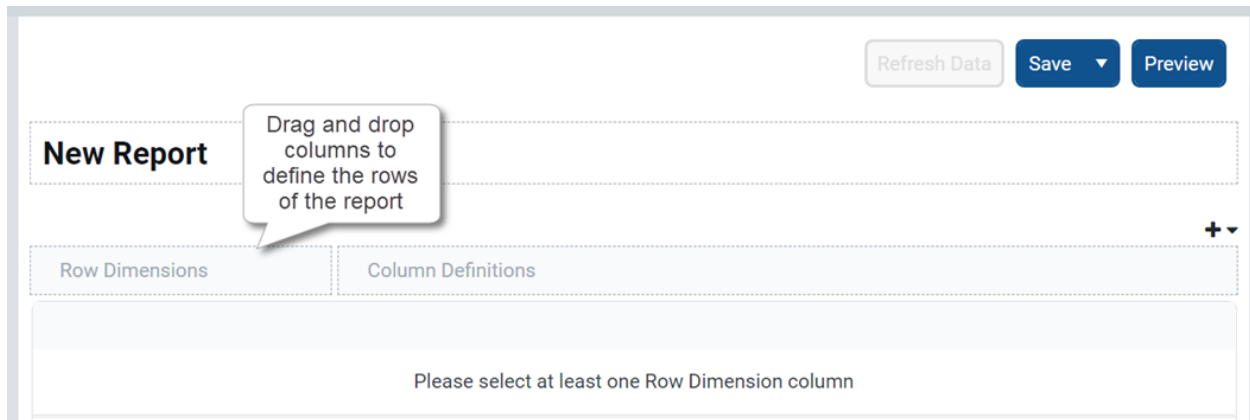 Refresh Data Save Preview
New Report
Drag and drop
columns to
define the rows
of the report
Row Dimensions Column Definitions
Please select at least one Row Dimension column